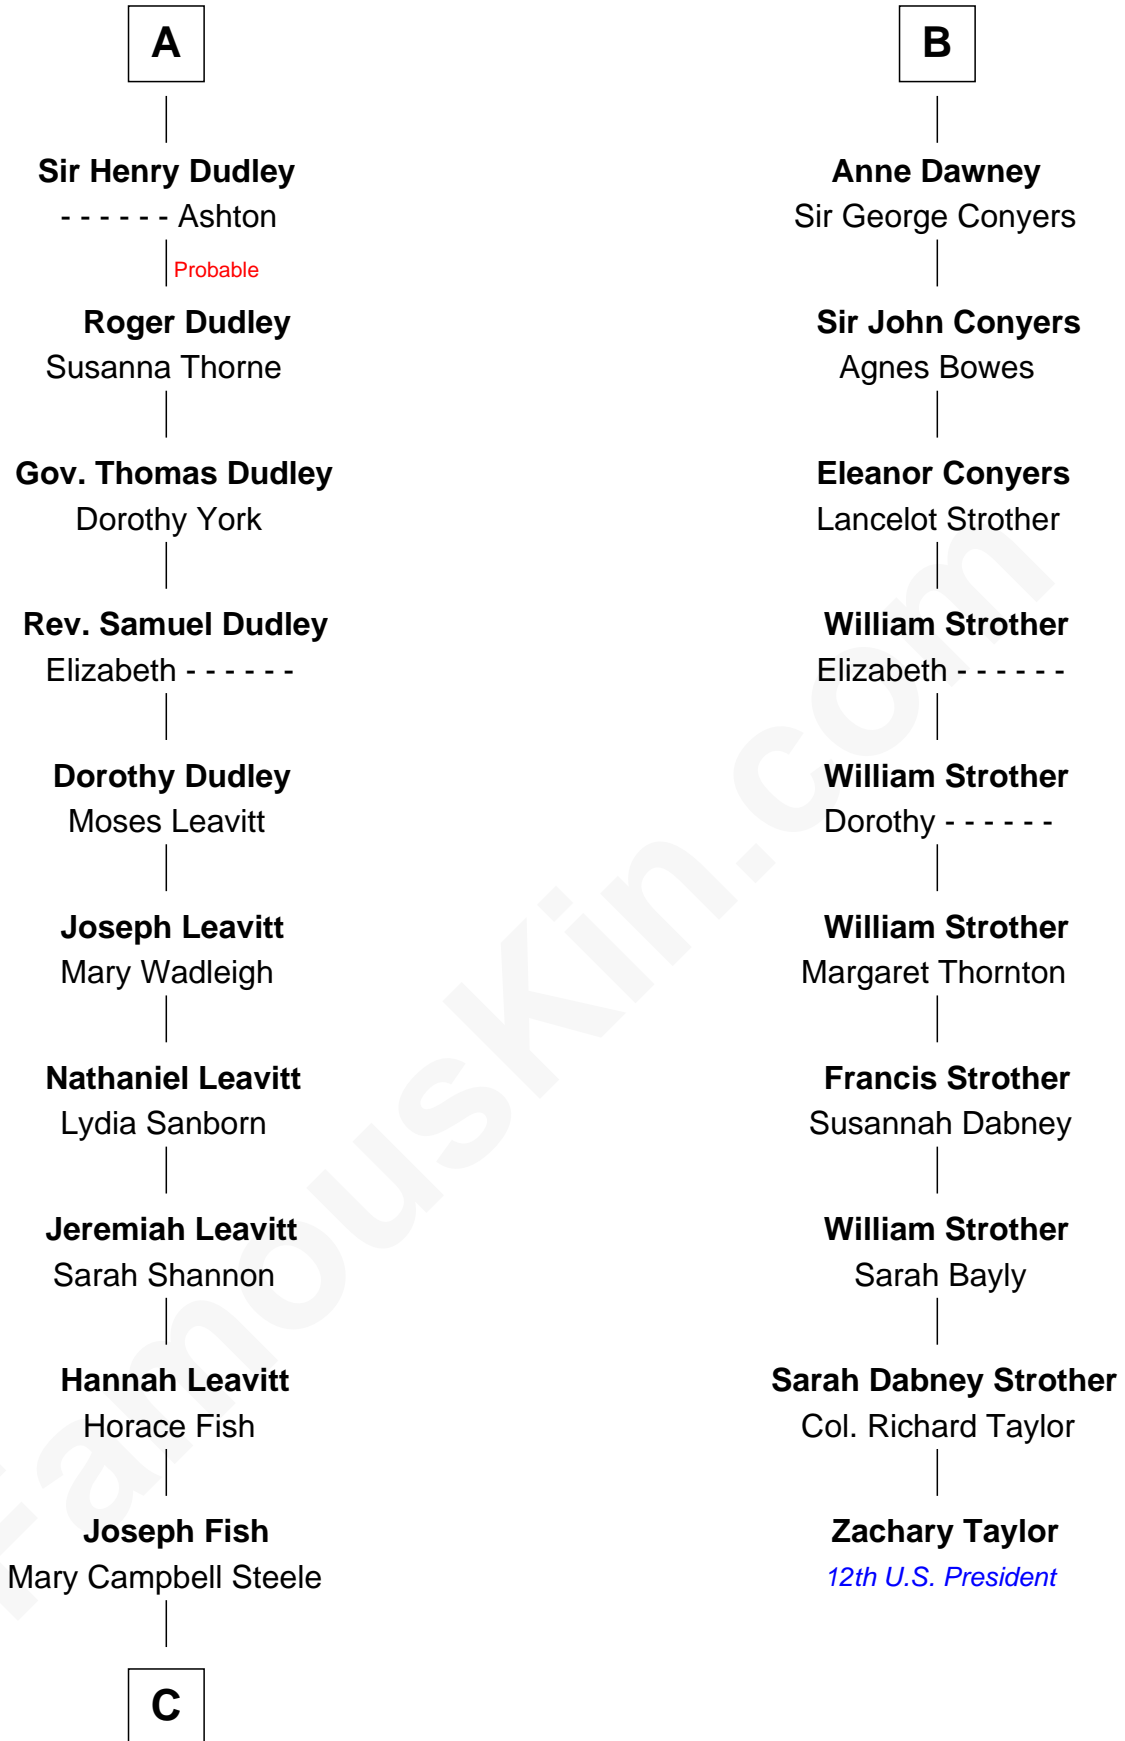 A
Sir Henry Dudley
- - - - - - Ashton
Probable
Roger Dudley
Susanna Thorne
Gov. Thomas Dudley
Dorothy York
Rev. Samuel Dudley
Elizabeth - - - - - -
Dorothy Dudley
Moses Leavitt
Joseph Leavitt
Mary Wadleigh
Nathaniel Leavitt
Lydia Sanborn
Jeremiah Leavitt
Sarah Shannon
Hannah Leavitt
Horace Fish
Joseph Fish
Mary Campbell Steele
C
B
Anne Dawney
Sir George Conyers
Sir John Conyers
Agnes Bowes
Eleanor Conyers
Lancelot Strother
William Strother
Elizabeth - - - - - -
William Strother
Dorothy - - - - - -
William Strother
Margaret Thornton
Francis Strother
Susannah Dabney
William Strother
Sarah Bayly
Sarah Dabney Strother
Col. Richard Taylor
Zachary Taylor
12th U.S. President
FamousKin.com